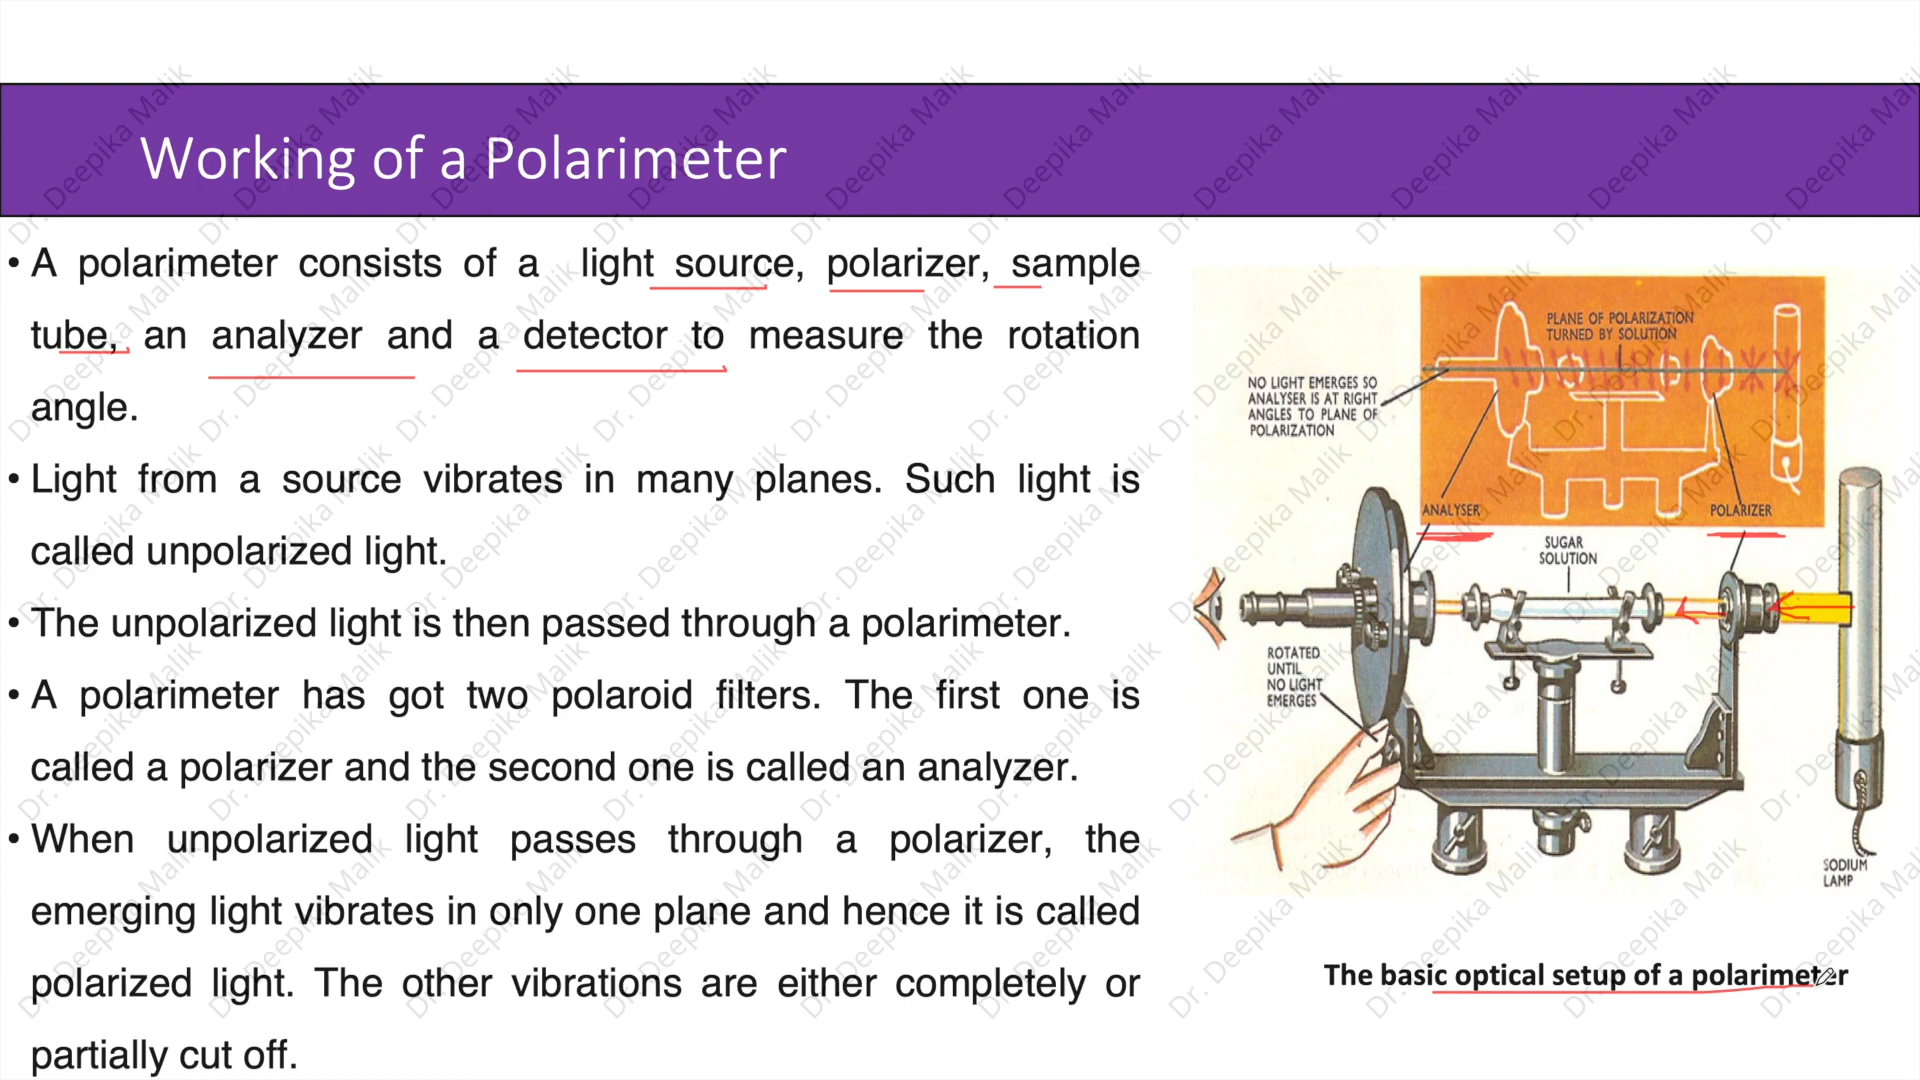 Working of a Polarimeter
• A polarimeter consists of a light source, polarizer, sample
tube, an analyzer and a detector to measure the rotation
angle.
• Light from a source vibrates in many planes. Such light is
called unpolarized light.
• The unpolarized light is then passed through a polarimeter.
• A polarimeter has got two polaroid filters. The first one is
called a polarizer and the second one is called an analyzer.
• When unpolarized light passes through a polarizer, the
emerging light vibrates in only one plane and hence it is called
polarized light. The other vibrations are either completely or
partially cut off.
PLANE OF POLARIZATION
TURNED BY SOLUTION
NO LIGHT EMERGES SO
ANALYSER IS AT RIGHT
ANGLES TO PLANE OF
POLARIZATION
ANALYSER
POLARIZER
SUGAR
SOLUTION
ROTATED
UNTIL
NO LIGHT
EMERGES
SODIUM
LAMP
The basic optical setup of a polarimeter
Dr. Deepika Malik